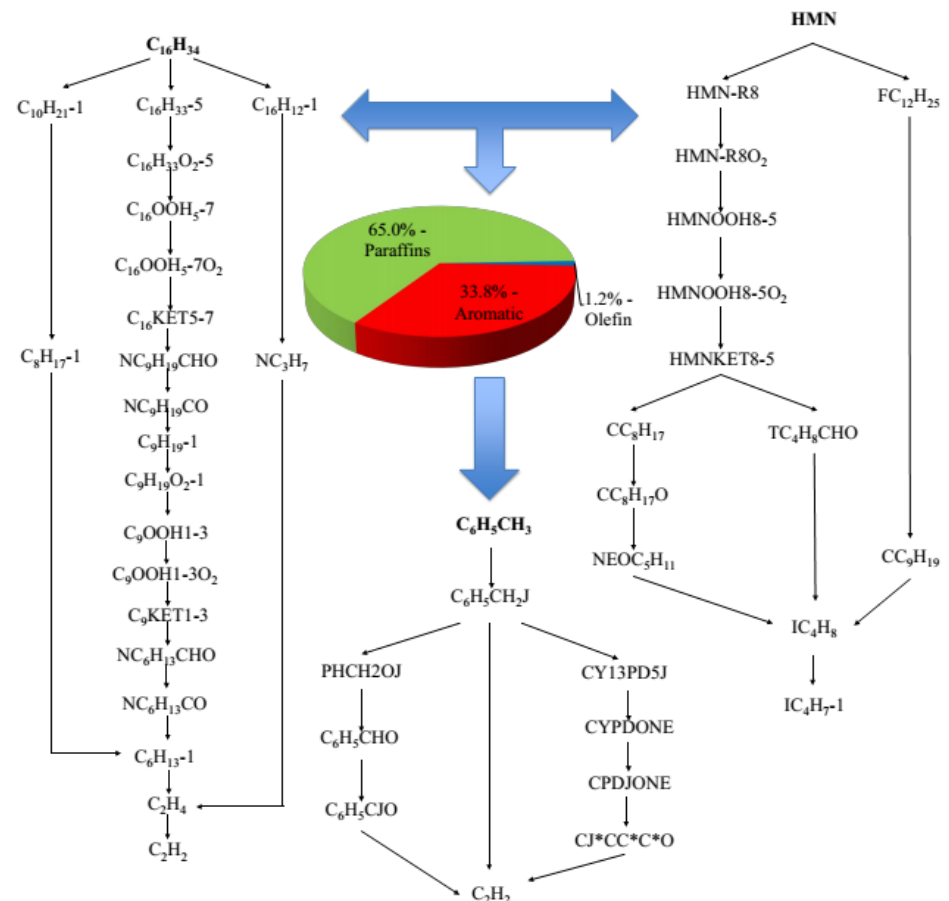 C₁₆H₃₄
C₁₀H₂₁-1
C₁₆H₃₃-5
C₁₆H₁₂-1
C₁₆H₃₃O₂-5
C₁₆OOH₅-7
C₁₆OOH₅-7O₂
C₁₆KET5-7
C₈H₁₇-1
NC₉H₁₉CHO
NC₃H₇
NC₉H₁₉CO
C₉H₁₉-1
C₉H₁₉O₂-1
C₉OOH1-3
C₉OOH1-3O₂
C₉KET1-3
NC₆H₁₃CHO
NC₆H₁₃CO
C₆H₁₃-1
C₂H₄
C₂H₂
65.0% -
Paraffins
33.8% -
Aromatic
1.2% -
Olefin
C₆H₅CH₃
C₆H₅CH₂J
PHCH2OJ
C₆H₅CHO
C₆H₅CJO
CY13PD5J
CYPDONE
CPDJONE
CJ*CC*C*O
C₂H₂
HMN
HMN-R8
FC₁₂H₂₅
HMN-R8O₂
HMNOOH8-5
HMNOOH8-5O₂
HMNKET8-5
CC₈H₁₇
TC₄H₈CHO
CC₈H₁₇O
NEOC₅H₁₁
CC₉H₁₉
IC₄H₈
IC₄H₇-1